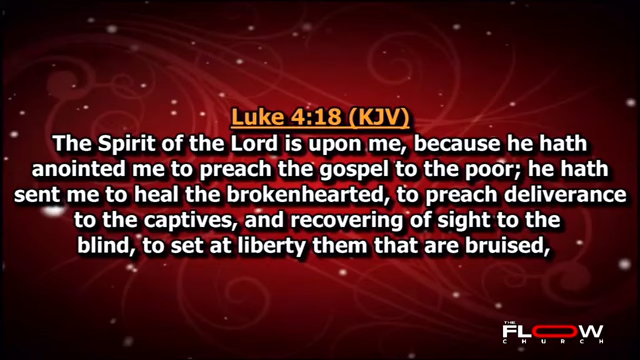 Luke 4:18 (KJV)
The Spirit of the Lord is upon me, because he hath
anointed me to preach the gospel to the poor; he hath
sent me to heal the brokenhearted, to preach deliverance
to the captives, and recovering of sight to the
blind, to set at liberty them that are bruised,
THE
FLOW
CHURCH